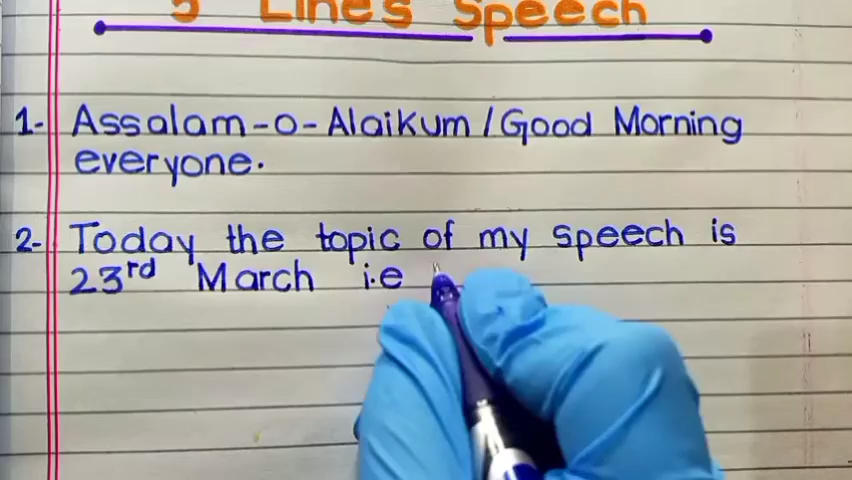 5 Lines Speech
1- Assalam-o-Alaikum / Good Morning
everyone.
2- Today the topic of my speech is
23rd March i.e